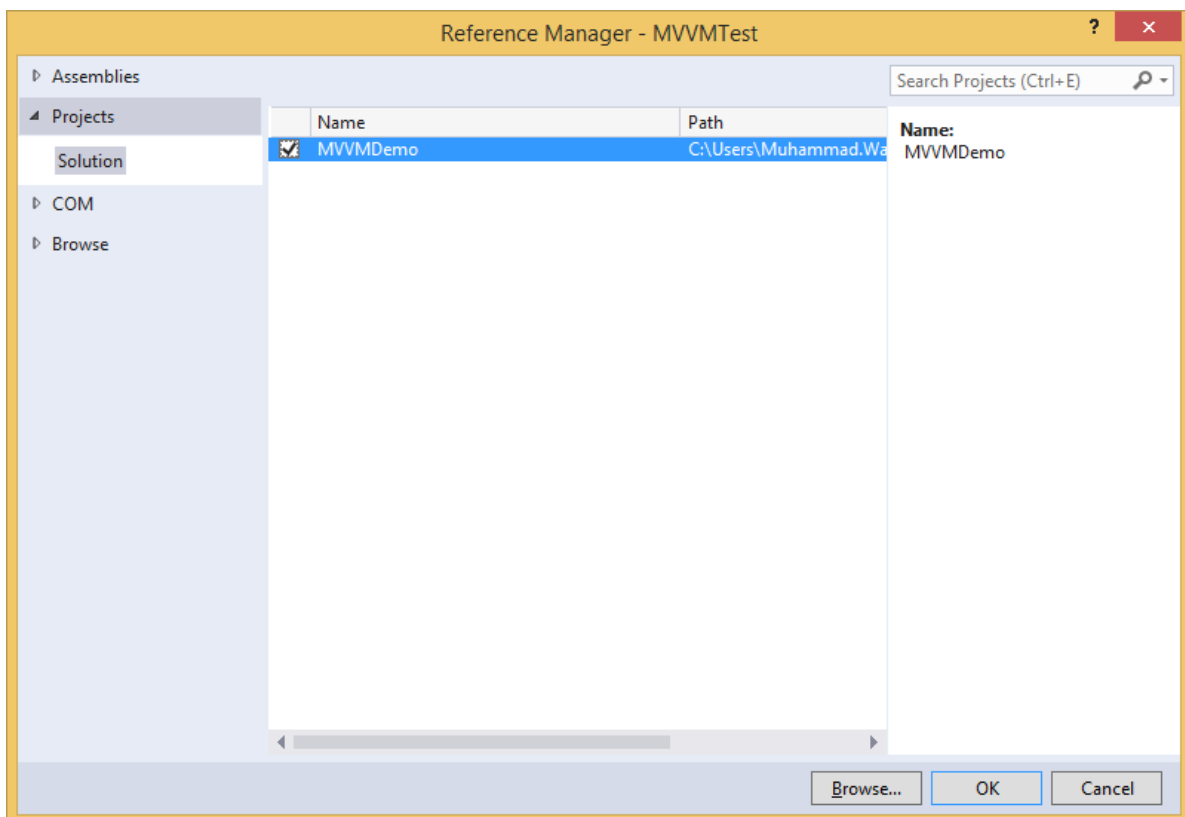 Reference Manager - MVVMTest
?
Assemblies
Search Projects (Ctrl+E)
Projects
Name
Path
Name:
MVVMDemo
C:\Users\Muhammad.Wa
MVVMDemo
Solution
COM
Browse
Browse...
OK
Cancel